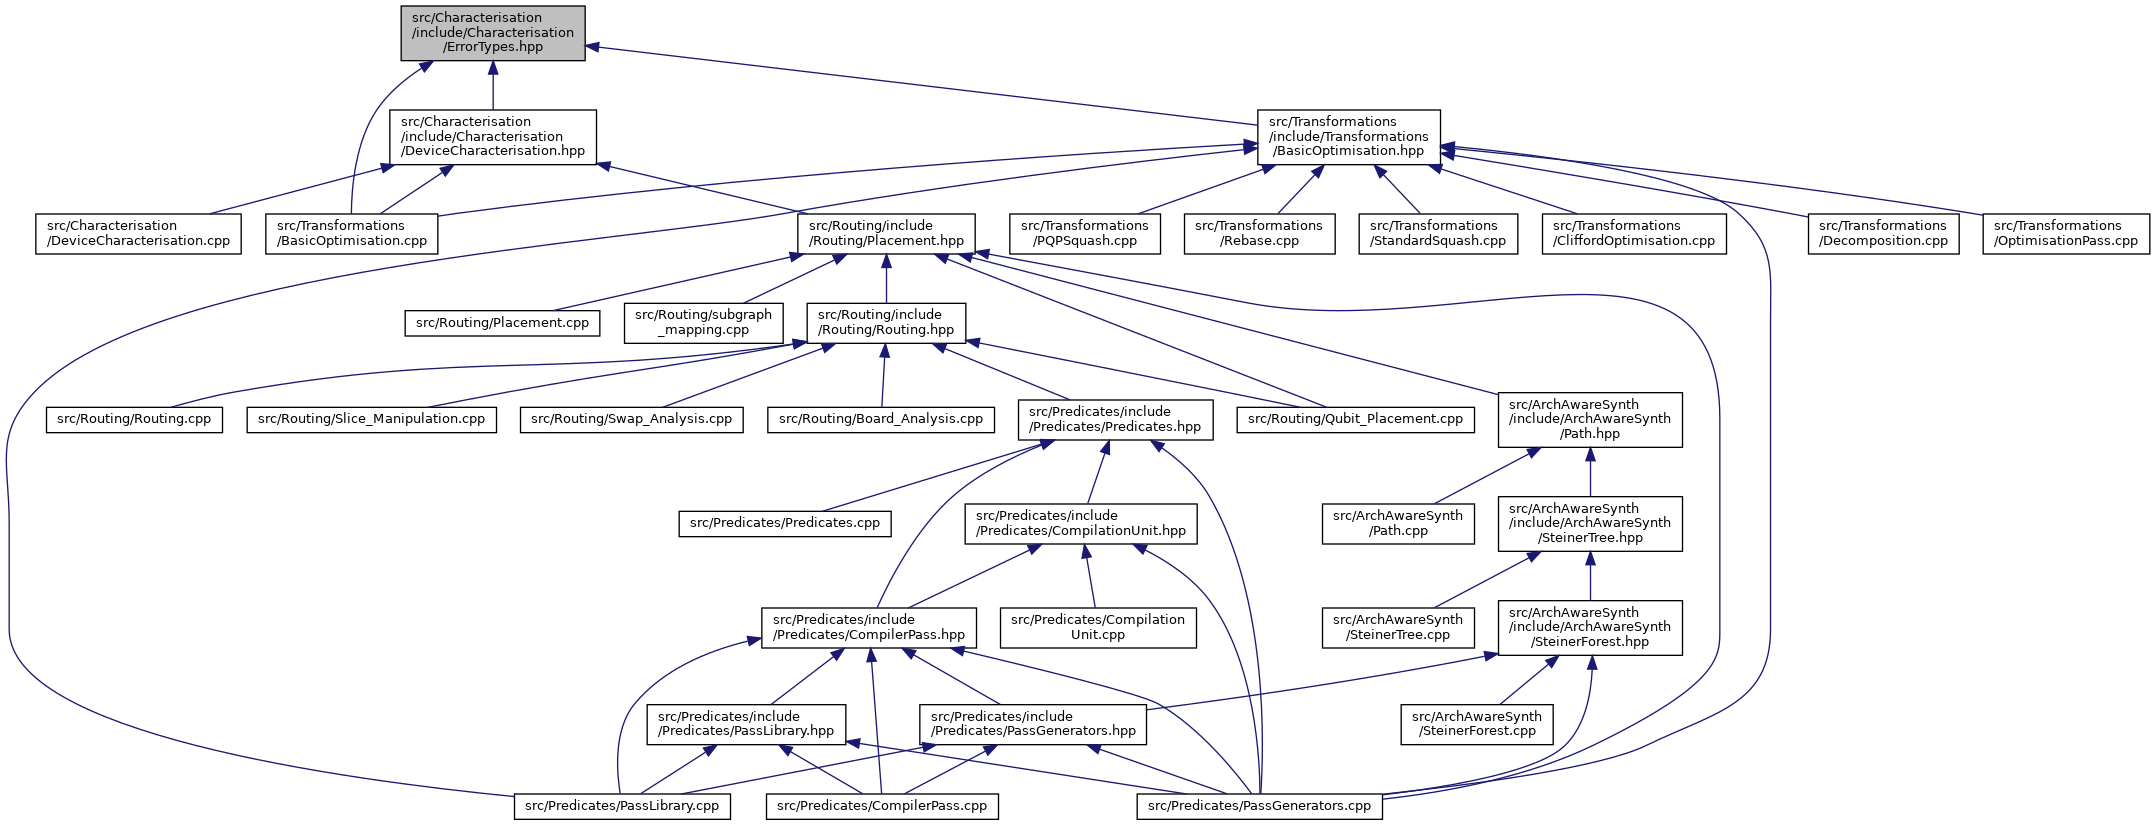 src/Characterisation
/include/Characterisation
/ErrorTypes.hpp
src/Characterisation
/include/Characterisation
/DeviceCharacterisation.hpp
src/Transformations
/include/Transformations
/BasicOptimisation.hpp
src/Characterisation
/DeviceCharacterisation.cpp
src/Transformations
/BasicOptimisation.cpp
src/Routing/include
/Routing/Placement.hpp
src/Transformations
/PQPSquash.cpp
src/Transformations
/Rebase.cpp
src/Transformations
/StandardSquash.cpp
src/Transformations
/CliffordOptimisation.cpp
src/Transformations
/Decomposition.cpp
src/Transformations
/OptimisationPass.cpp
src/Routing/Placement.cpp
src/Routing/subgraph
_mapping.cpp
src/Routing/include
/Routing/Routing.hpp
src/Routing/Routing.cpp
src/Routing/Slice_Manipulation.cpp
src/Routing/Swap_Analysis.cpp
src/Routing/Board_Analysis.cpp
src/Predicates/include
/Predicates/Predicates.hpp
src/Routing/Qubit_Placement.cpp
src/ArchAwareSynth
/include/ArchAwareSynth
/Path.hpp
src/Predicates/Predicates.cpp
src/Predicates/include
/Predicates/CompilationUnit.hpp
src/ArchAwareSynth
/Path.cpp
src/ArchAwareSynth
/include/ArchAwareSynth
/SteinerTree.hpp
src/Predicates/include
/Predicates/CompilerPass.hpp
src/Predicates/Compilation
Unit.cpp
src/ArchAwareSynth
/SteinerTree.cpp
src/ArchAwareSynth
/include/ArchAwareSynth
/SteinerForest.hpp
src/Predicates/include
/Predicates/PassLibrary.hpp
src/Predicates/include
/Predicates/PassGenerators.hpp
src/ArchAwareSynth
/SteinerForest.cpp
src/Predicates/PassLibrary.cpp
src/Predicates/CompilerPass.cpp
src/Predicates/PassGenerators.cpp